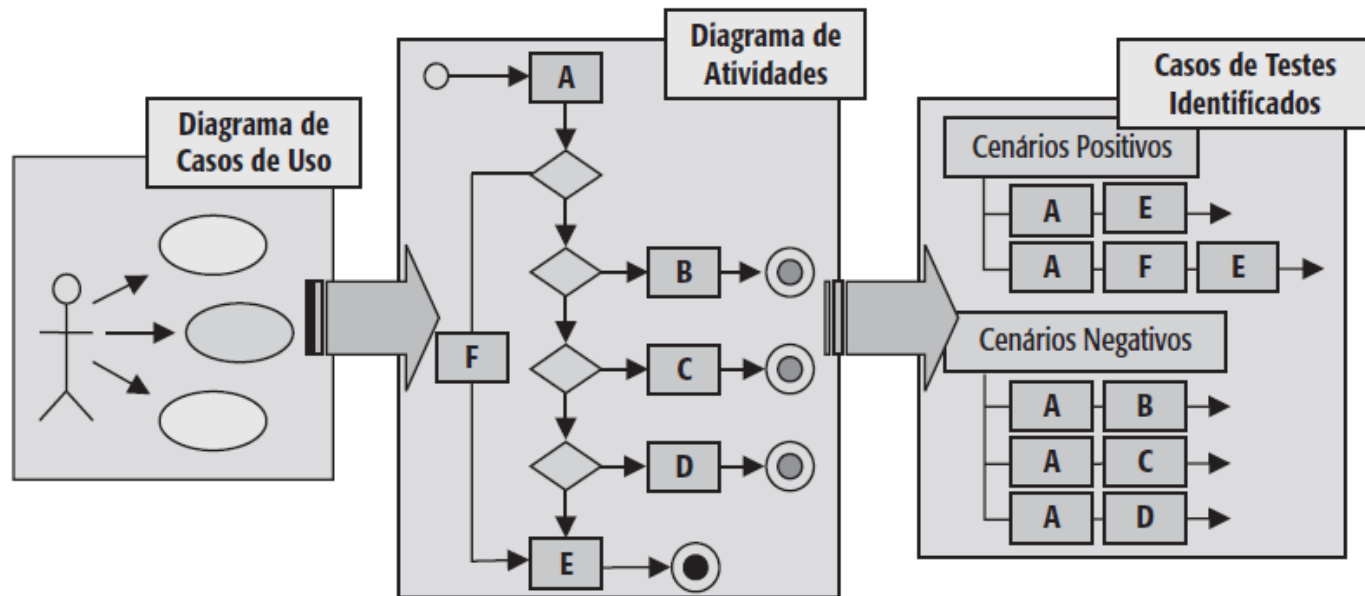 Diagrama de
Casos de Uso
Diagrama de
Atividades
A
B
F
C
D
E
Casos de Testes
Identificados
Cenários Positivos
A E
A F E
Cenários Negativos
A B
A C
A D